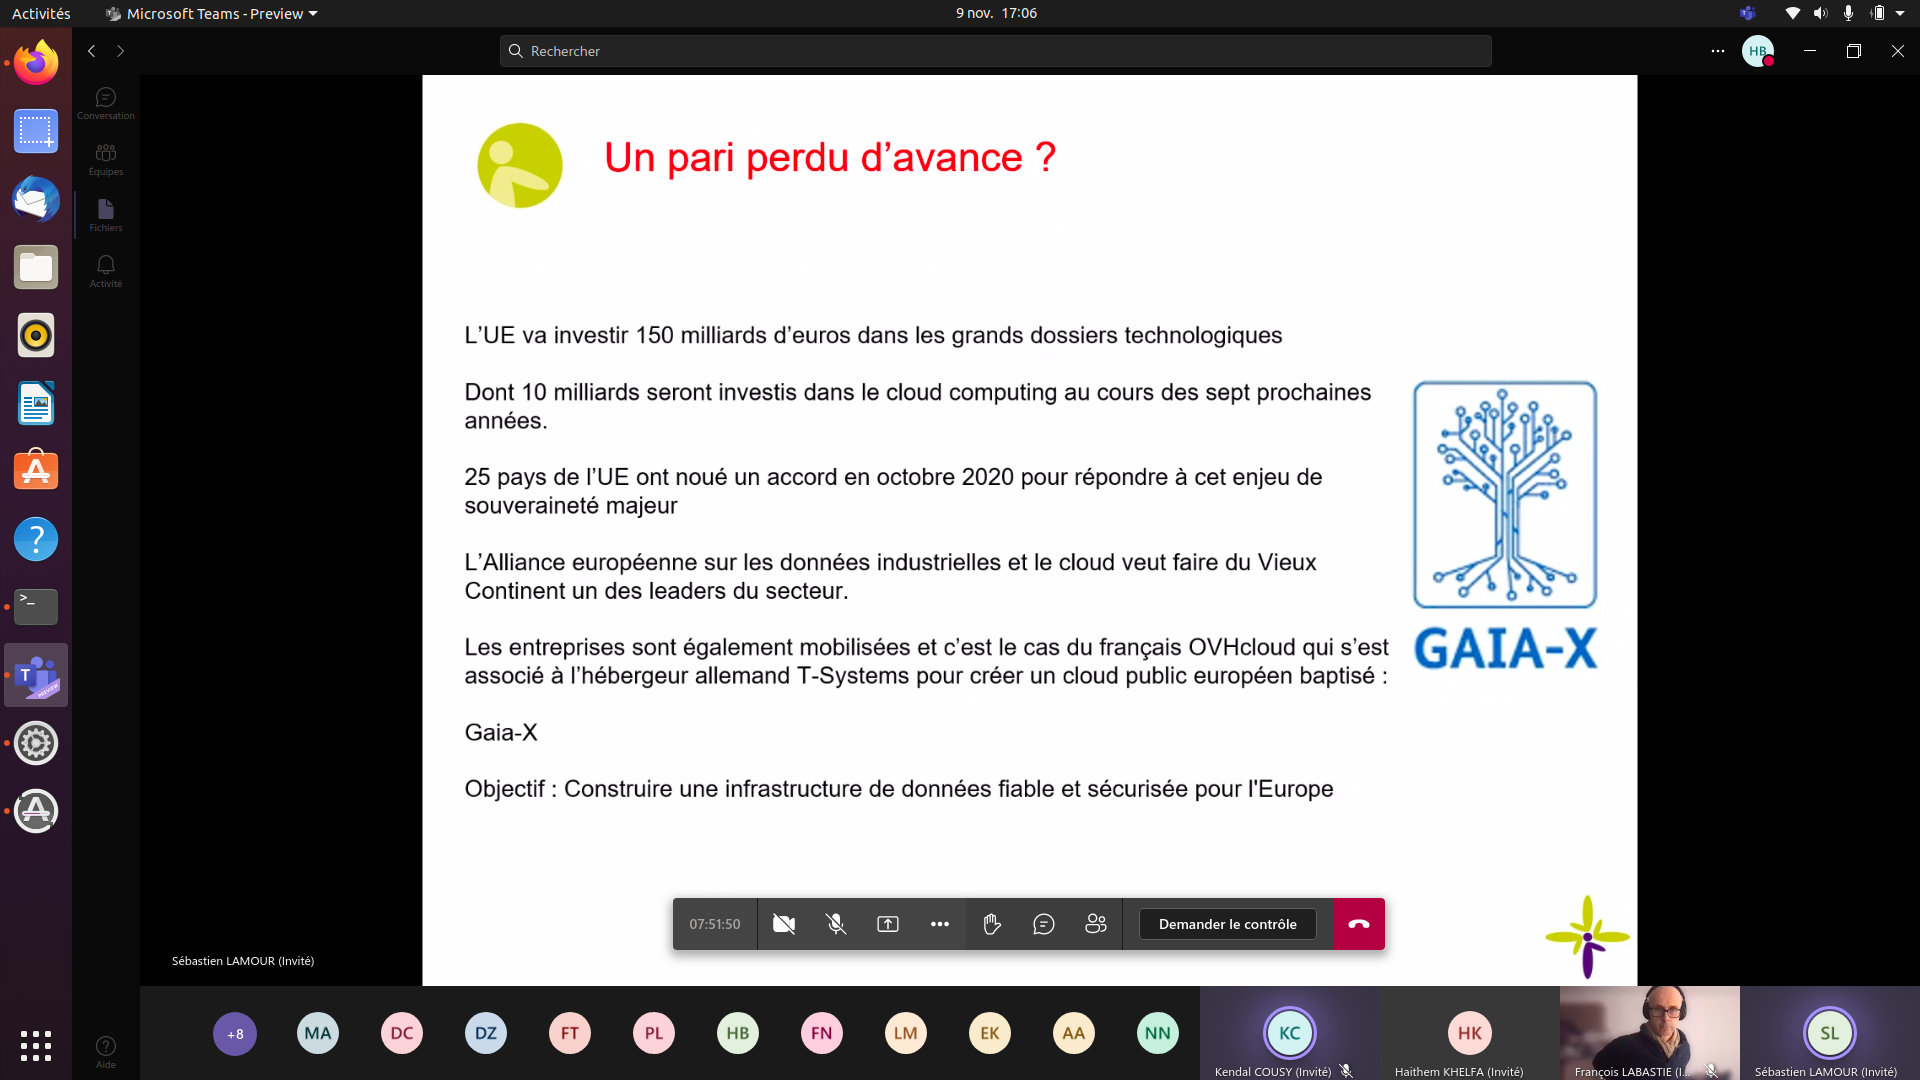 Activités
Microsoft Teams - Preview
9 nov. 17:06
Rechercher
HB
Conversation
Équipes
Fichiers
Activité
Aide
Un pari perdu d’avance ?
L’UE va investir 150 milliards d’euros dans les grands dossiers technologiques
Dont 10 milliards seront investis dans le cloud computing au cours des sept prochaines
années.
25 pays de l’UE ont noué un accord en octobre 2020 pour répondre à cet enjeu de
souveraineté majeur
L’Alliance européenne sur les données industrielles et le cloud veut faire du Vieux
Continent un des leaders du secteur.
Les entreprises sont également mobilisées et c’est le cas du français OVHcloud qui s’est
associé à l’hébergeur allemand T-Systems pour créer un cloud public européen baptisé :
Gaia-X
Objectif : Construire une infrastructure de données fiable et sécurisée pour l'Europe
GAIA-X
07:51:50
Demander le contrôle
Sébastien LAMOUR (Invité)
+8
MA
DC
DZ
FT
PL
HB
FN
LM
EK
AA
NN
KC
HK
SL
Kendal COUSY (Invité)
Haithem KHELFA (Invité)
François LABASTIE (I...
Sébastien LAMOUR (Invité)